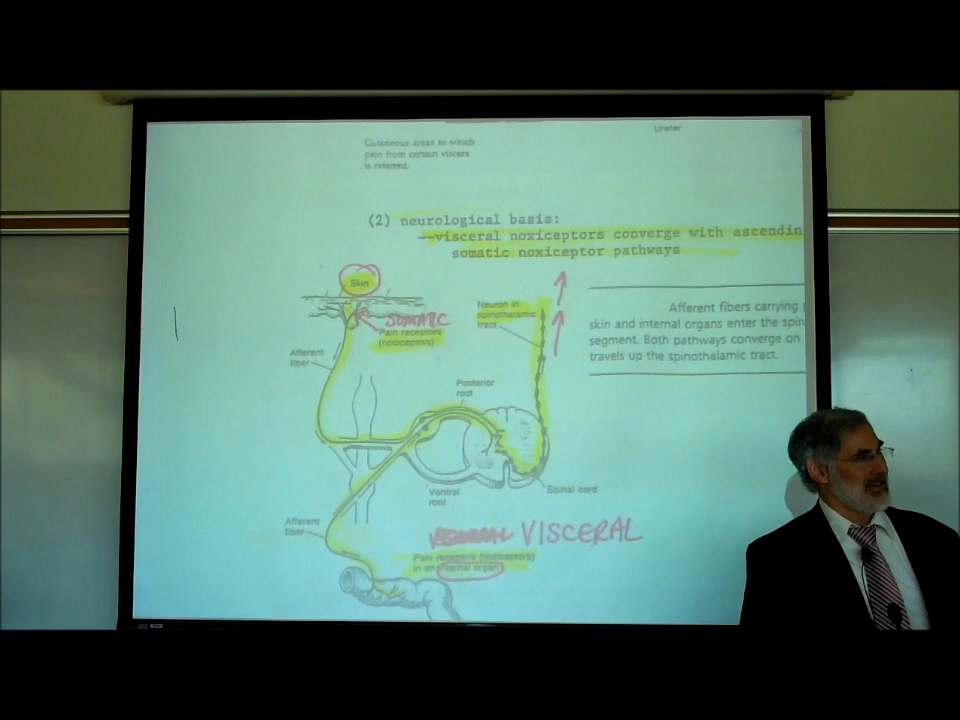 Ureter
Cutaneous areas to which
pain from certain viscera
is referred.
(2) neurological basis:
—visceral noxiceptors converge with ascendin
somatic noxiceptor pathways
Skin
SOMATIC
Pain receptors
(nociceptors)
Afferent
fiber
Neuron in
spinothalamic
tract
Afferent fibers carrying
skin and internal organs enter the spin
segment. Both pathways converge on
travels up the spinothalamic tract.
Posterior
root
Ventral
root
Spinal cord
Afferent
fiber
VISCERAL
Pain receptors (nociceptors)
in an internal organ